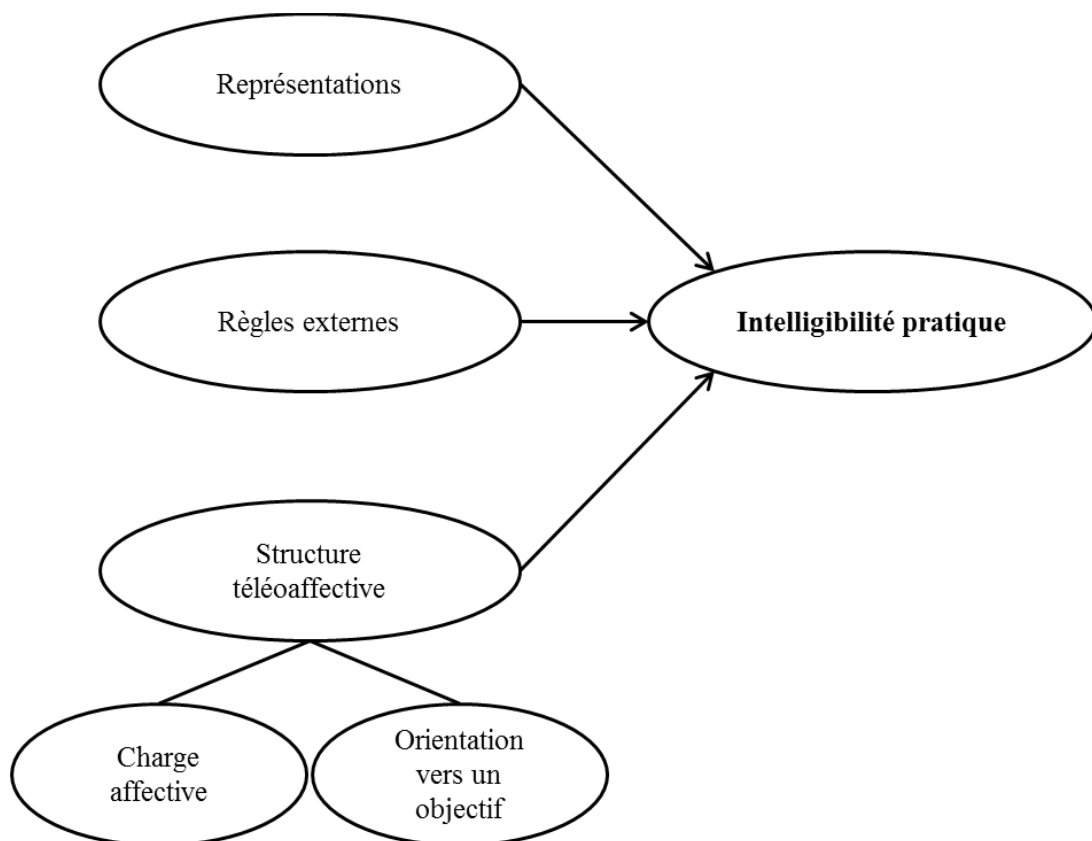 Représentations
Règles externes
Intelligibilité pratique
Structure
téléoaffective
Charge
affective
Orientation
vers un
objectif